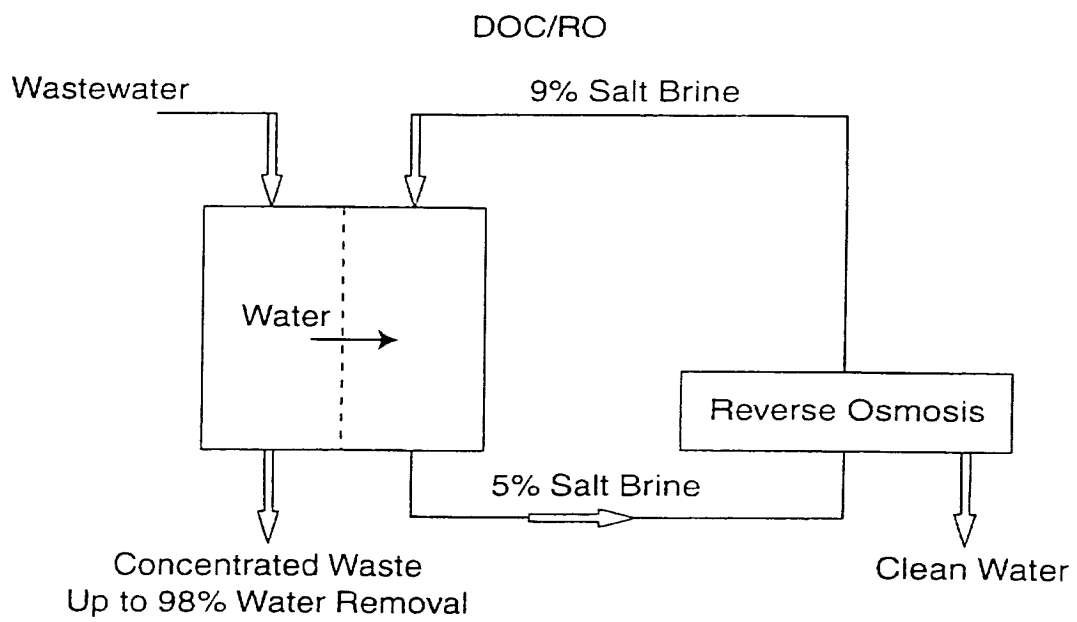 DOC/RO
Wastewater
9% Salt Brine
Water
Reverse Osmosis
5% Salt Brine
Concentrated Waste
Up to 98% Water Removal
Clean Water